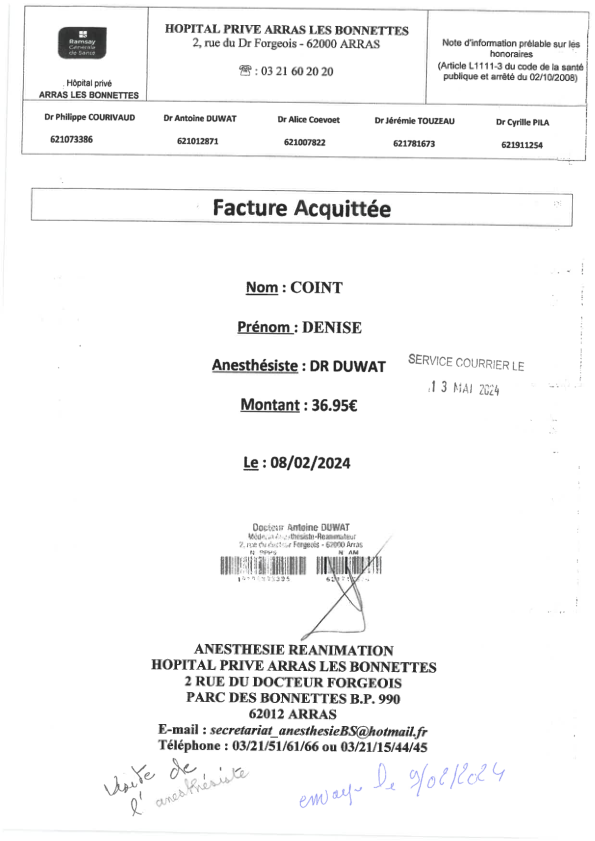 Ramsay
Générale
de Santé
Hôpital privé
ARRAS LES BONNETTES
HOPITAL PRIVE ARRAS LES BONNETTES
2, rue du Dr Forgeois - 62000 ARRAS
☏ : 03 21 60 20 20
Note d'information prélable sur les
honoraires
(Article L1111-3 du code de la santé
publique et arrêté du 02/10/2008)
Dr Philippe COURIVAUD Dr Antoine DUWAT Dr Alice Coevoet Dr Jérémie TOUZEAU Dr Cyrille PILA
621073386 621012871 621007822 621781673 621911254
Facture Acquittée
Nom : COINT
Prénom : DENISE
Anesthésiste : DR DUWAT
SERVICE COURRIER LE
13 MAI 2024
Montant : 36.95€
Le : 08/02/2024
Docteur Antoine DUWAT
Médecin Anesthésiste-Réanimateur
2, rue du docteur Forgeois - 62000 Arras
ANESTHESIE REANIMATION
HOPITAL PRIVE ARRAS LES BONNETTES
2 RUE DU DOCTEUR FORGEOIS
PARC DES BONNETTES B.P. 990
62012 ARRAS
E-mail : secretariat_anesthesieBS@hotmail.fr
Téléphone : 03/21/51/61/66 ou 03/21/15/44/45
Visite de
l'anesthésiste
envoyé le 9/02/2024